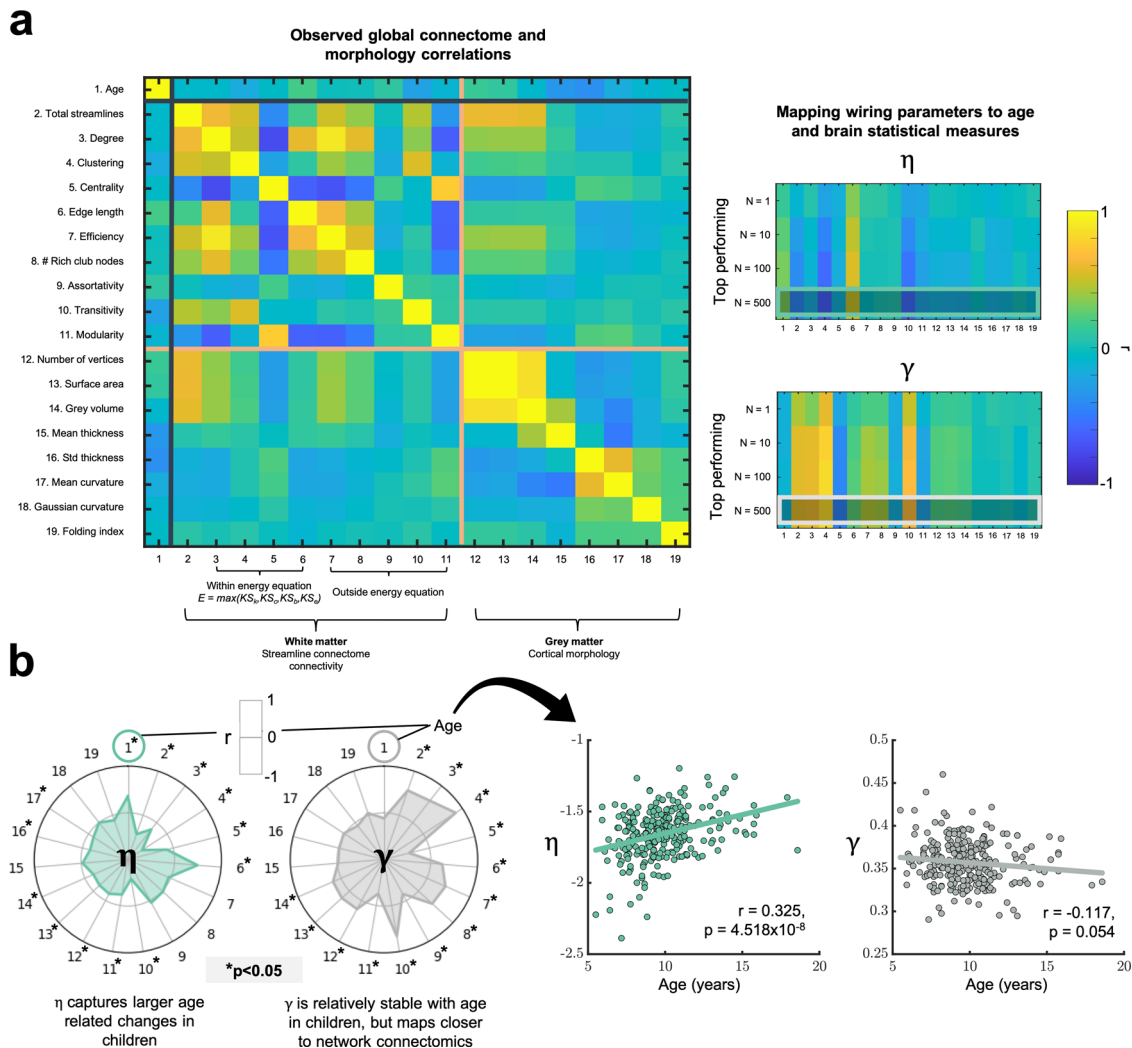 a
Observed global connectome and
morphology correlations
1. Age
2. Total streamlines
3. Degree
4. Clustering
5. Centrality
6. Edge length
7. Efficiency
8. # Rich club nodes
9. Assortativity
10. Transitivity
11. Modularity
12. Number of vertices
13. Surface area
14. Grey volume
15. Mean thickness
16. Std thickness
17. Mean curvature
18. Gaussian curvature
19. Folding index
1 2 3 4 5 6 7 8 9 10 11 12 13 14 15 16 17 18 19
Within energy equation
E = max(KSk,KSc,KSb,KSe)
Outside energy equation
White matter
Streamline connectome
connectivity
Grey matter
Cortical morphology
Mapping wiring parameters to age
and brain statistical measures
η
Top performing
N = 1
N = 10
N = 100
N = 500
1 2 3 4 5 6 7 8 9 10 11 12 13 14 15 16 17 18 19
γ
Top performing
N = 1
N = 10
N = 100
N = 500
1 2 3 4 5 6 7 8 9 10 11 12 13 14 15 16 17 18 19
1
0
-1
r
b
r
1
0
-1
Age
η
1*
2*
3*
4*
5*
6*
7
8
9
10*
11*
12*
13*
14*
15
16*
17*
18
19
γ
1
2*
3*
4*
5*
6*
7*
8*
9*
10*
11*
12*
13*
14*
15
16
17
18
19
*p<0.05
η captures larger age
related changes in
children
γ is relatively stable with age
in children, but maps closer
to network connectomics
η
-1
-1.5
-2
-2.5
5 10 15 20
Age (years)
r = 0.325,
p = 4.518x10-8
γ
0.5
0.45
0.4
0.35
0.3
0.25
5 10 15 20
Age (years)
r = -0.117,
p = 0.054